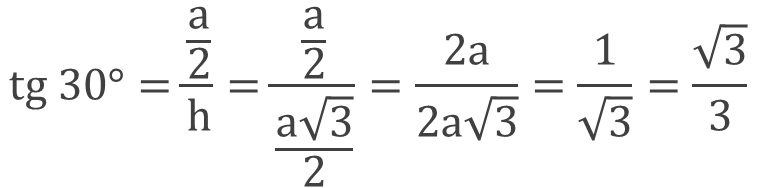 tg 30° = (a/2)/h = (a/2)/((a√3)/2) = 2a/(2a√3) = 1/√3 = √3/3